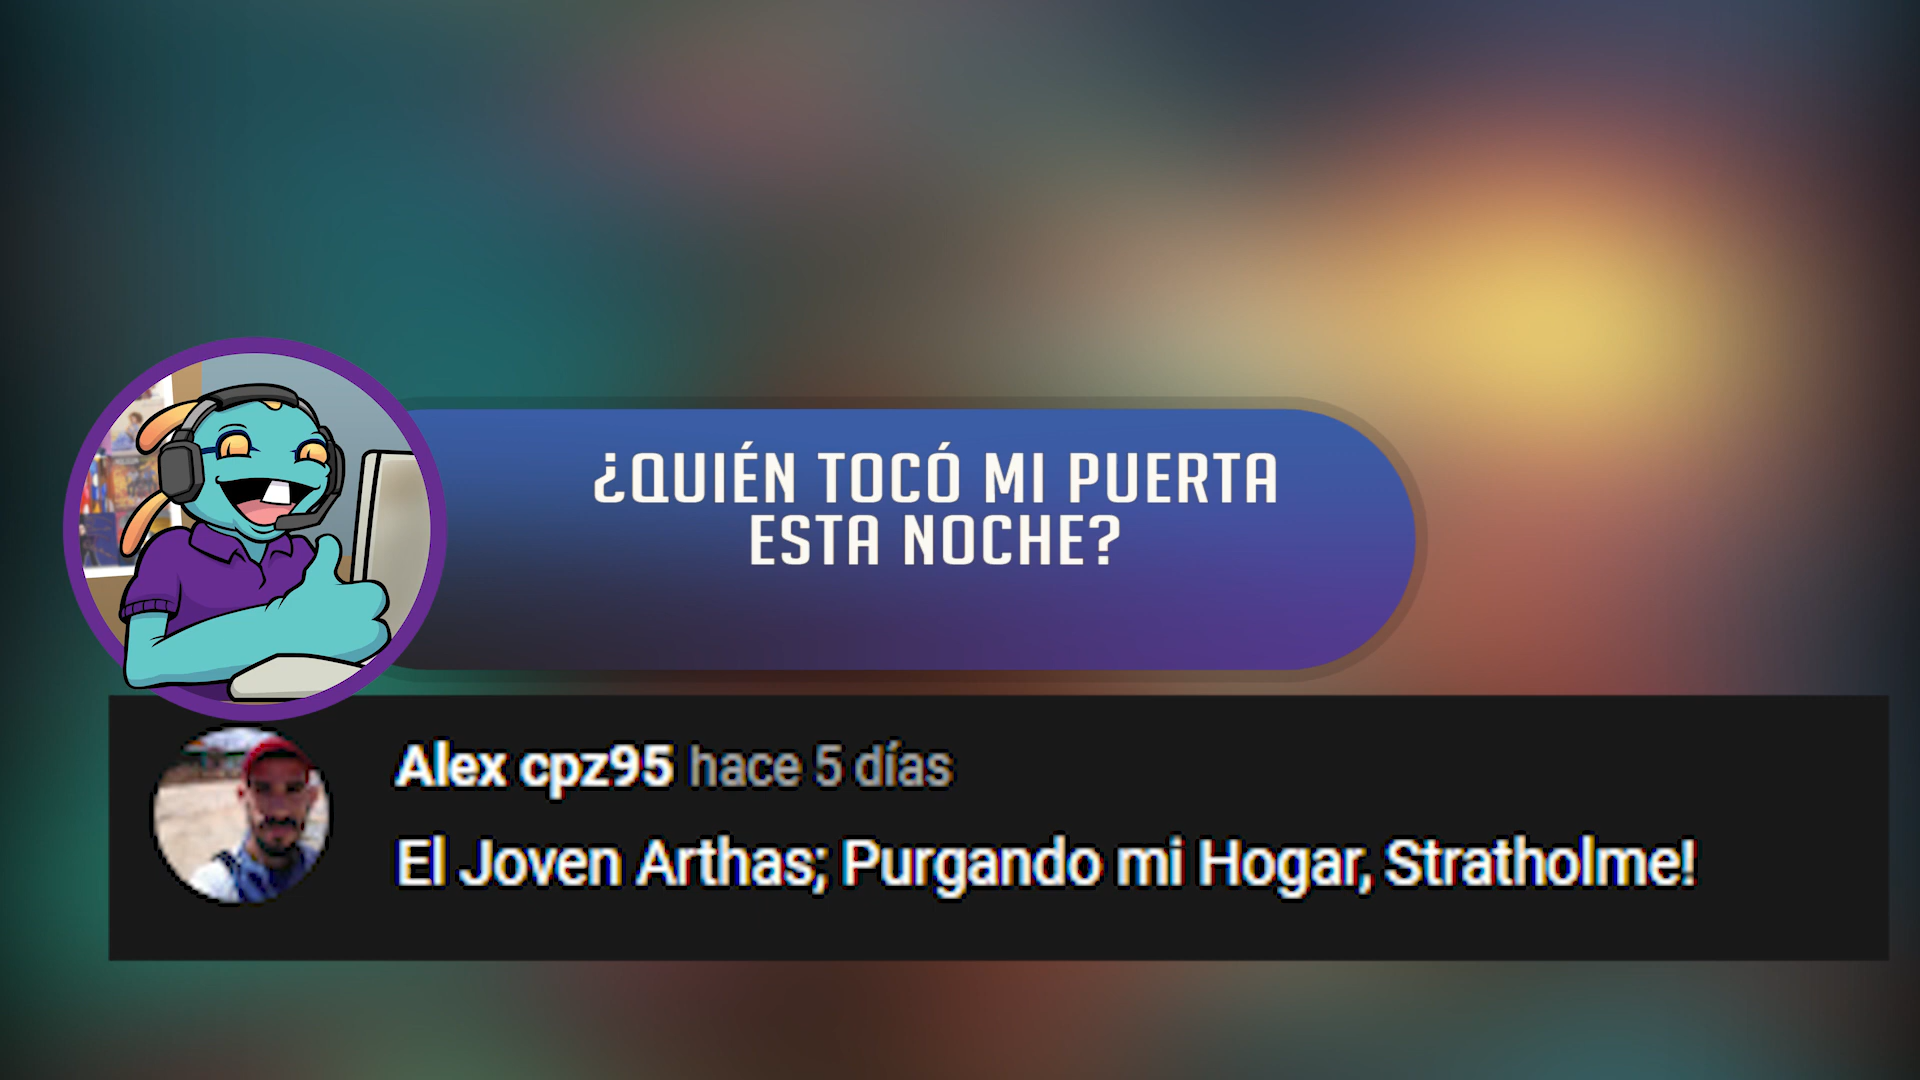 ¿QUIÉN TOCÓ MI PUERTA
ESTA NOCHE?
Alex cpz95 hace 5 días
El Joven Arthas; Purgando mi Hogar, Stratholme!